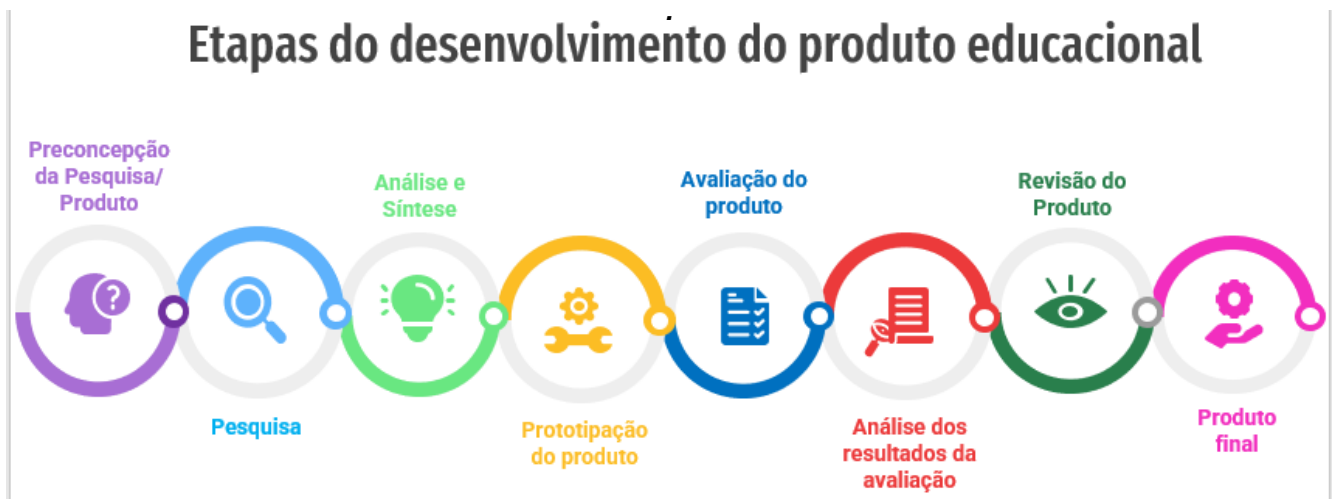 Etapas do desenvolvimento do produto educacional
Preconcepção
da Pesquisa/
Produto
Pesquisa
Análise e
Síntese
Prototipação
do produto
Avaliação do
produto
Análise dos
resultados da
avaliação
Revisão do
Produto
Produto
final